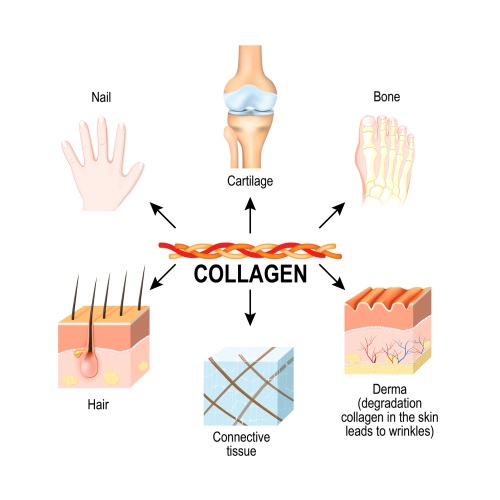 Nail
Bone
Cartilage
COLLAGEN
Hair
Connective
tissue
Derma
(degradation
collagen in the skin
leads to wrinkles)